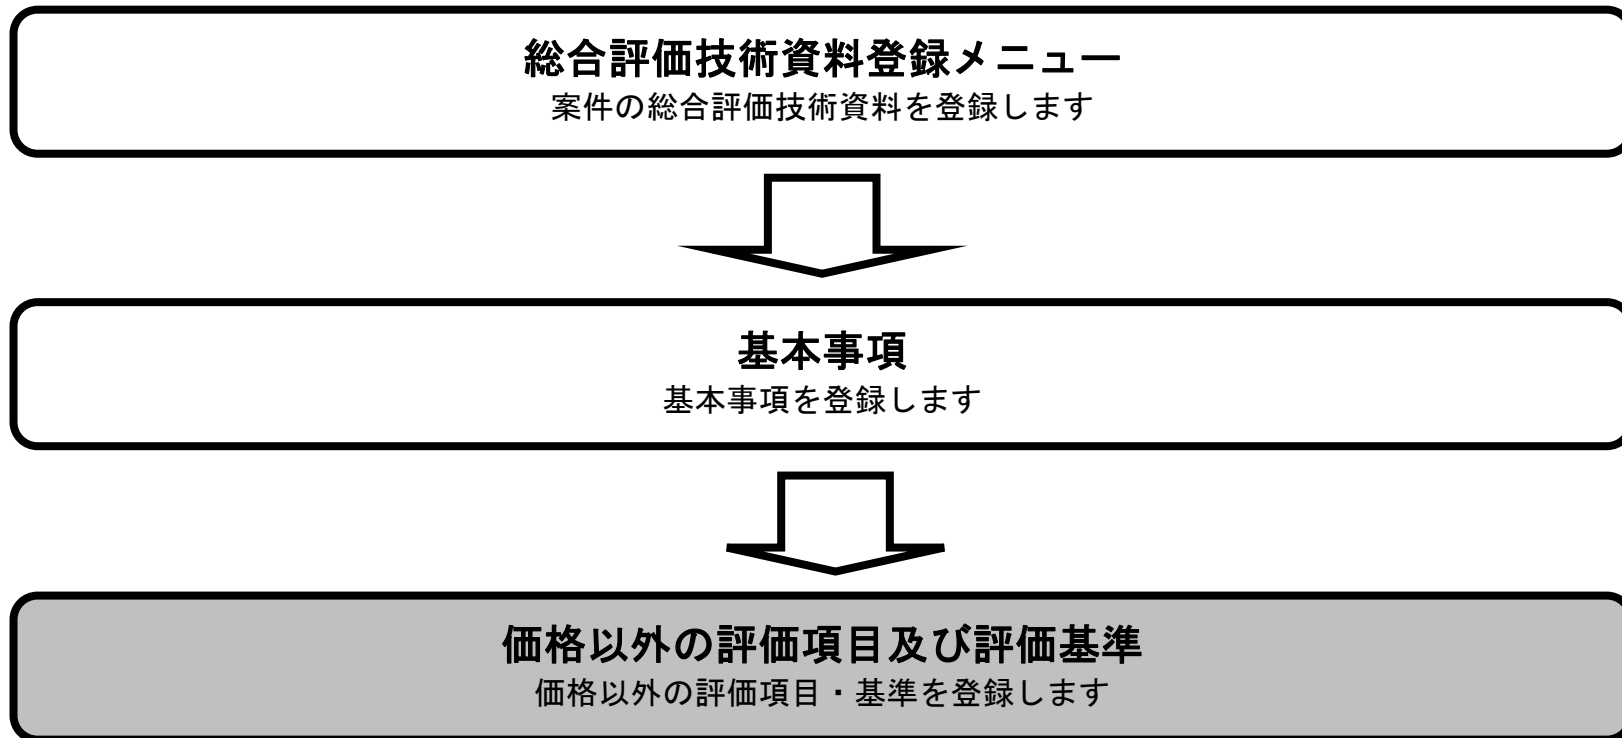 総合評価技術資料登録メニュー
案件の総合評価技術資料を登録します
基本事項
基本事項を登録します
価格以外の評価項目及び評価基準
価格以外の評価項目・基準を登録します